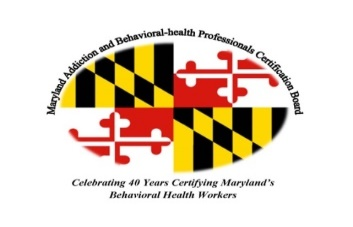 Maryland Addiction and Behavioral-health Professionals Certification Board
Celebrating 40 Years Certifying Maryland's
Behavioral Health Workers